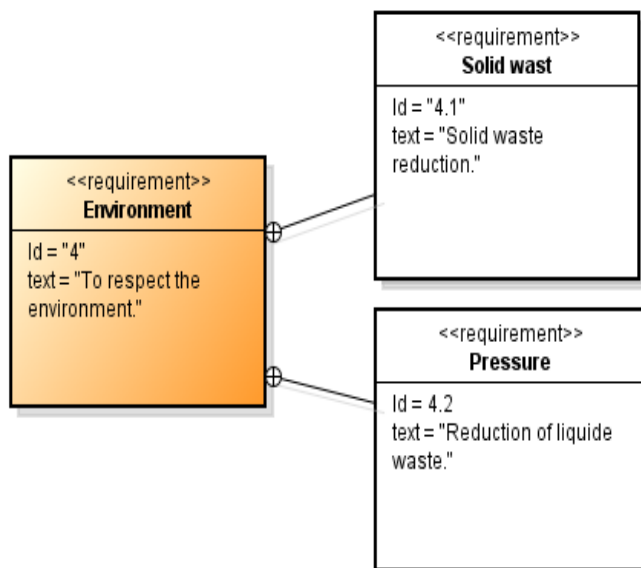 <<requirement>>
Solid wast
Id = "4.1"
text = "Solid waste
reduction."
<<requirement>>
Environment
Id = "4"
text = "To respect the
environment."
<<requirement>>
Pressure
Id = 4.2
text = "Reduction of liquide
waste."